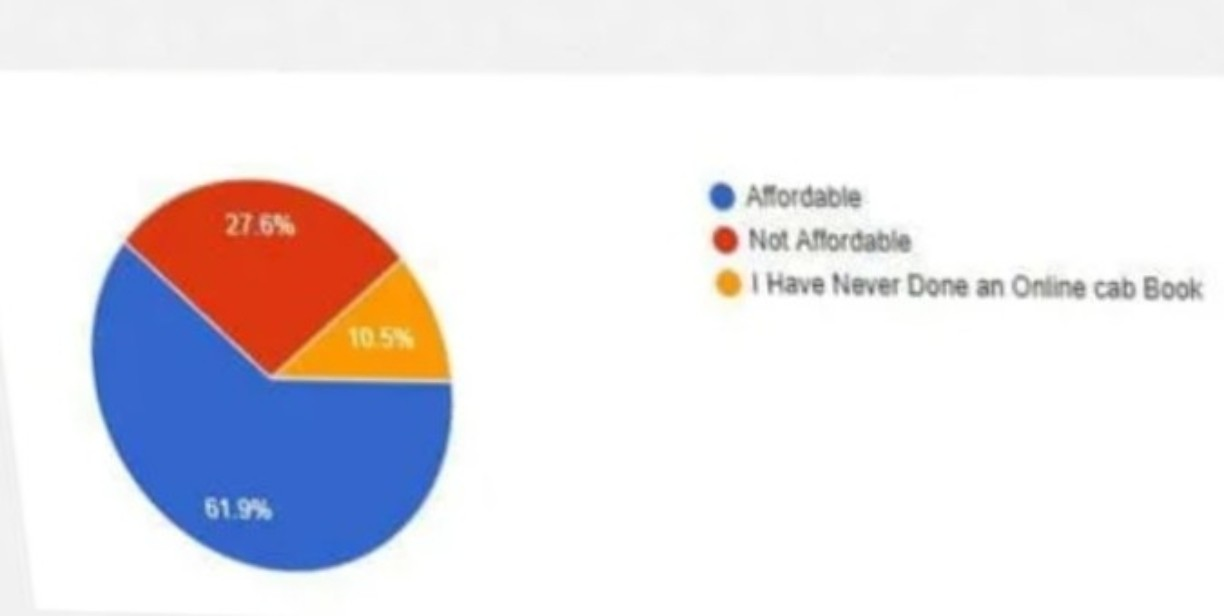 27.6%
10.5%
61.9%
Affordable
Not Affordable
I Have Never Done an Online cab Book